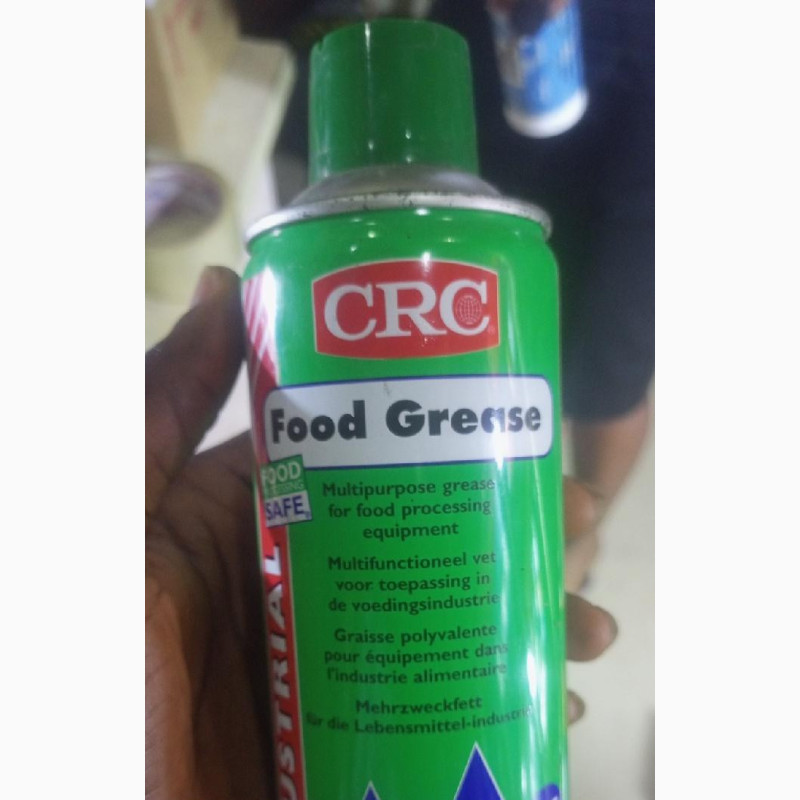 CRC
Food Grease
FOOD
SAFE
Multipurpose grease
for food processing
equipment
Multifunctioneel vet
voor toepassing in
de voedingsindustrie
Graisse polyvalente
pour équipement dans
l'industrie alimentaire
Mehrzweckfett
für die Lebensmittel-industrie
USTRIAL